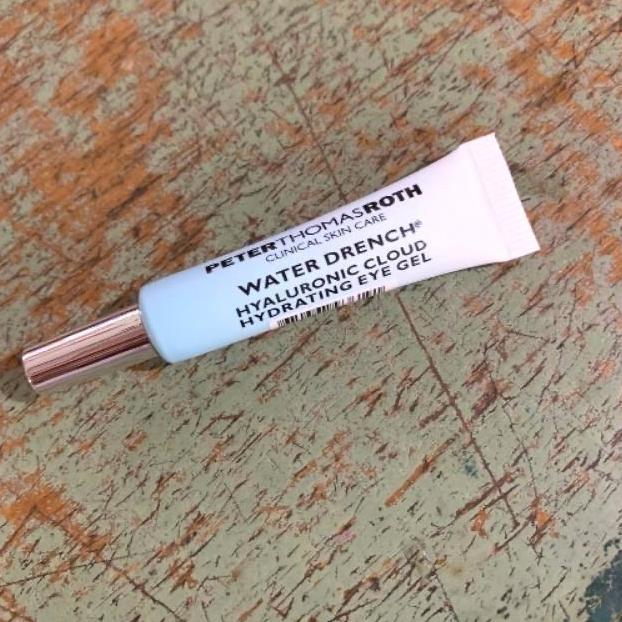 PETERTHOMASROTH
CLINICAL SKIN CARE
WATER DRENCH®
HYALURONIC CLOUD
HYDRATING EYE GEL